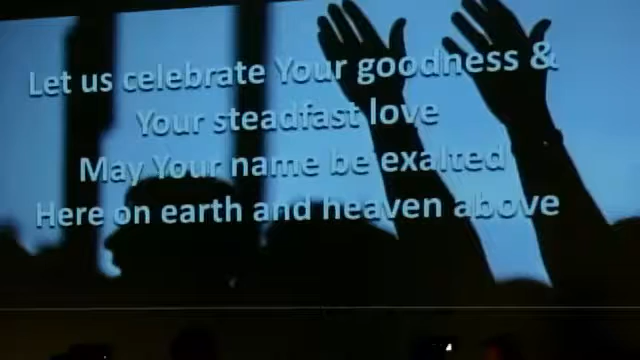 Let us celebrate Your goodness &
Your steadfast love
May Your name be exalted
Here on earth and heaven above